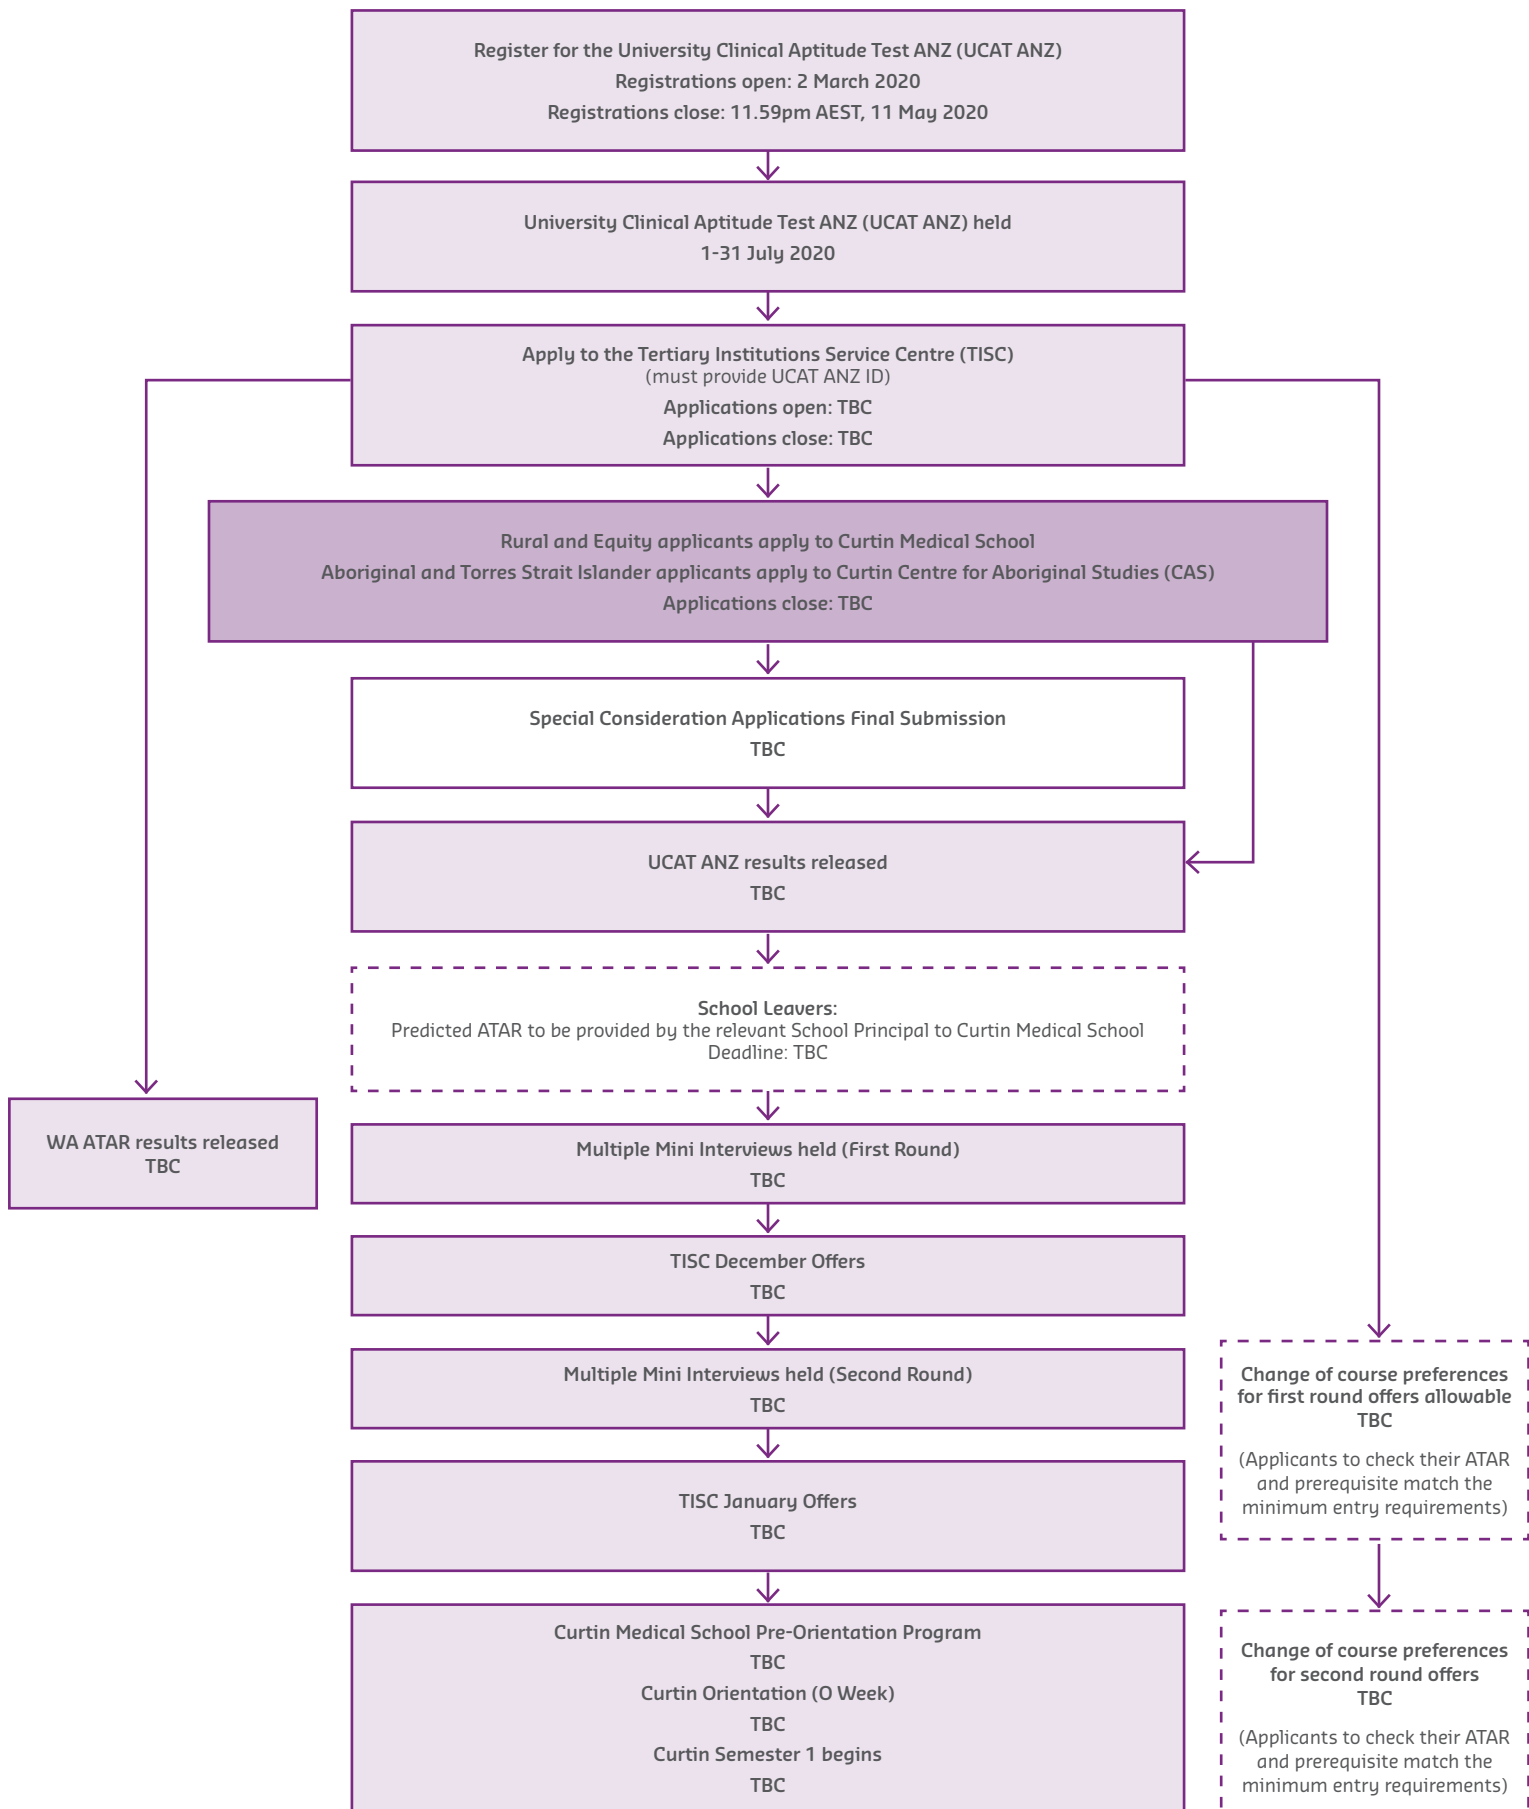 Register for the University Clinical Aptitude Test ANZ (UCAT ANZ)
Registrations open: 2 March 2020
Registrations close: 11.59pm AEST, 11 May 2020
University Clinical Aptitude Test ANZ (UCAT ANZ) held
1-31 July 2020
Apply to the Tertiary Institutions Service Centre (TISC)
(must provide UCAT ANZ ID)
Applications open: TBC
Applications close: TBC
Rural and Equity applicants apply to Curtin Medical School
Aboriginal and Torres Strait Islander applicants apply to Curtin Centre for Aboriginal Studies (CAS)
Applications close: TBC
Special Consideration Applications Final Submission
TBC
UCAT ANZ results released
TBC
School Leavers:
Predicted ATAR to be provided by the relevant School Principal to Curtin Medical School
Deadline: TBC
WA ATAR results released
TBC
Multiple Mini Interviews held (First Round)
TBC
TISC December Offers
TBC
Multiple Mini Interviews held (Second Round)
TBC
Change of course preferences
for first round offers allowable
TBC
(Applicants to check their ATAR
and prerequisite match the
minimum entry requirements)
TISC January Offers
TBC
Curtin Medical School Pre-Orientation Program
TBC
Curtin Orientation (O Week)
TBC
Curtin Semester 1 begins
TBC
Change of course preferences
for second round offers
TBC
(Applicants to check their ATAR
and prerequisite match the
minimum entry requirements)